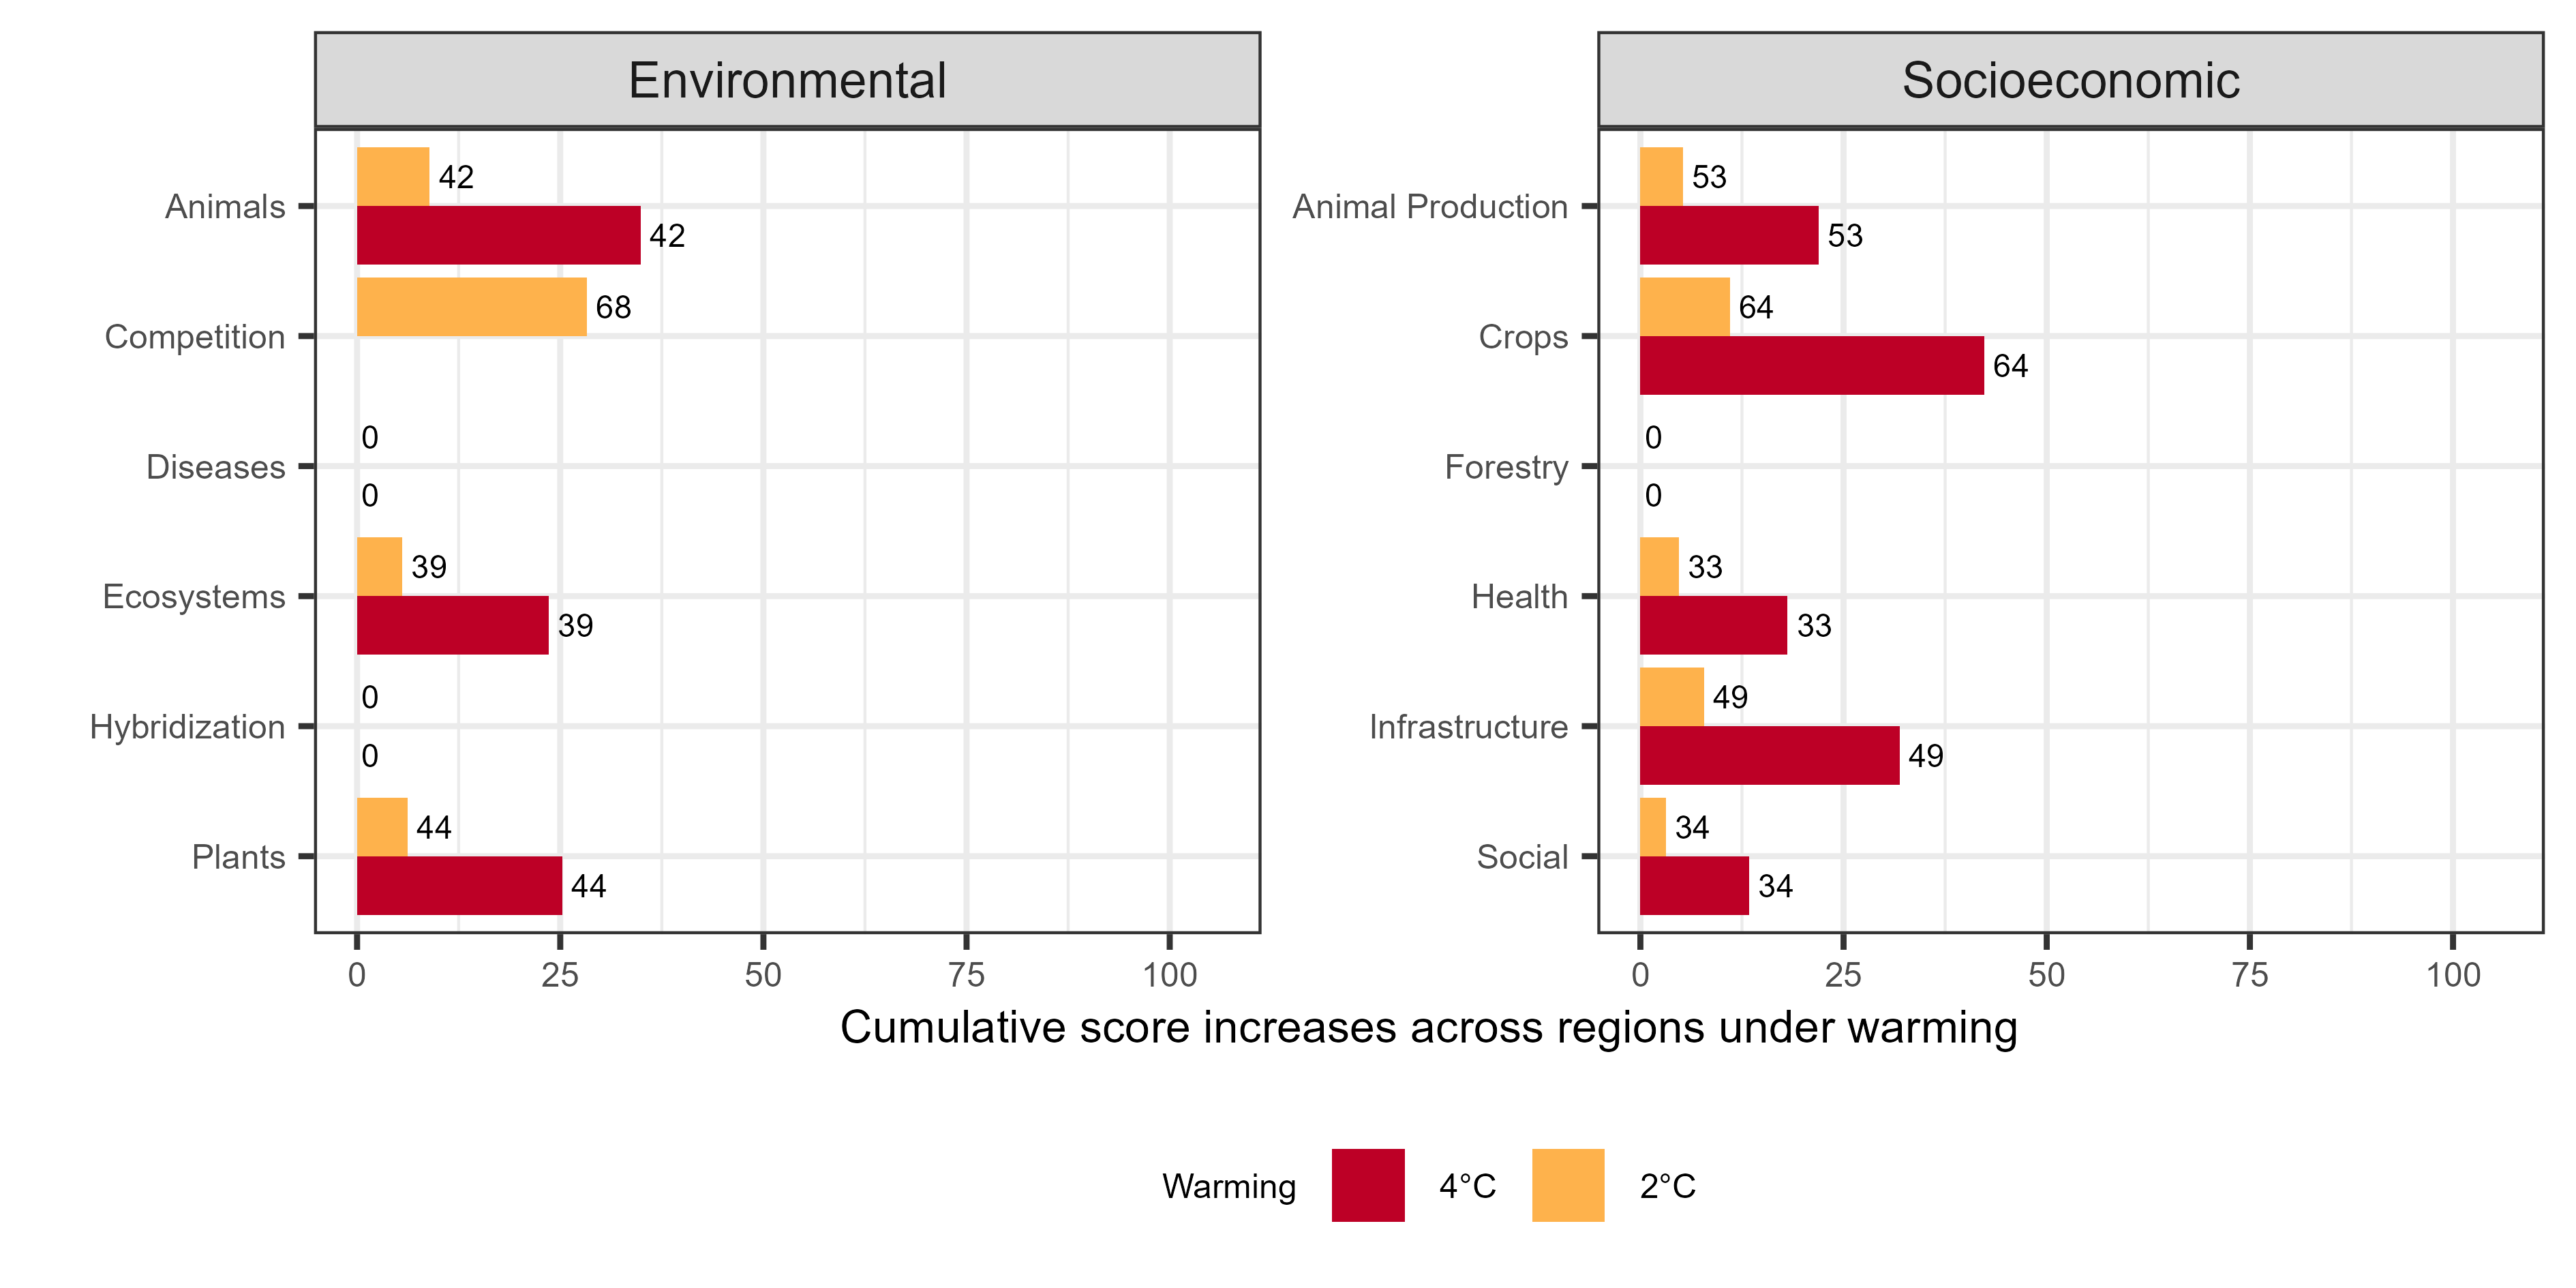 Environmental
Animals
42
42
Competition
68
Diseases
0
0
Ecosystems
39
39
Hybridization
0
0
Plants
44
44
0 25 50 75 100
Socioeconomic
Animal Production
53
53
Crops
64
64
Forestry
0
0
Health
33
33
Infrastructure
49
49
Social
34
34
0 25 50 75 100
Cumulative score increases across regions under warming
Warming 4°C 2°C